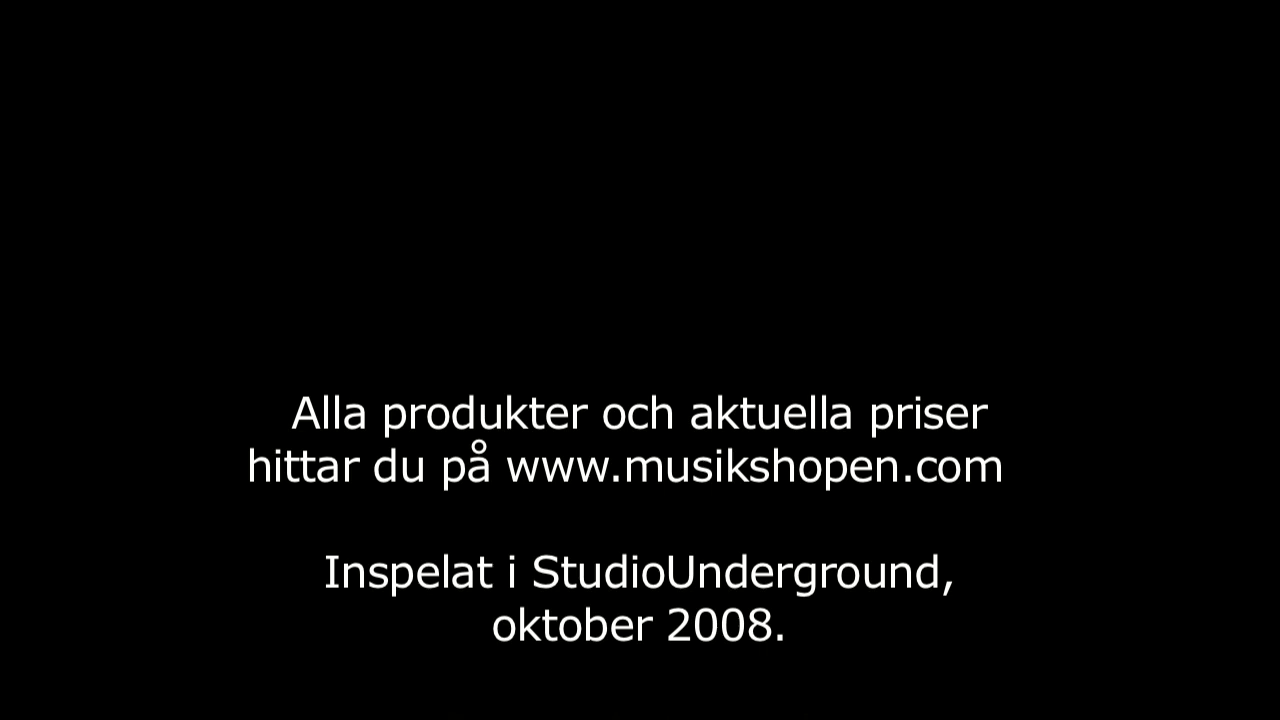 Alla produkter och aktuella priser
hittar du på www.musikshopen.com
Inspelat i StudioUnderground,
oktober 2008.